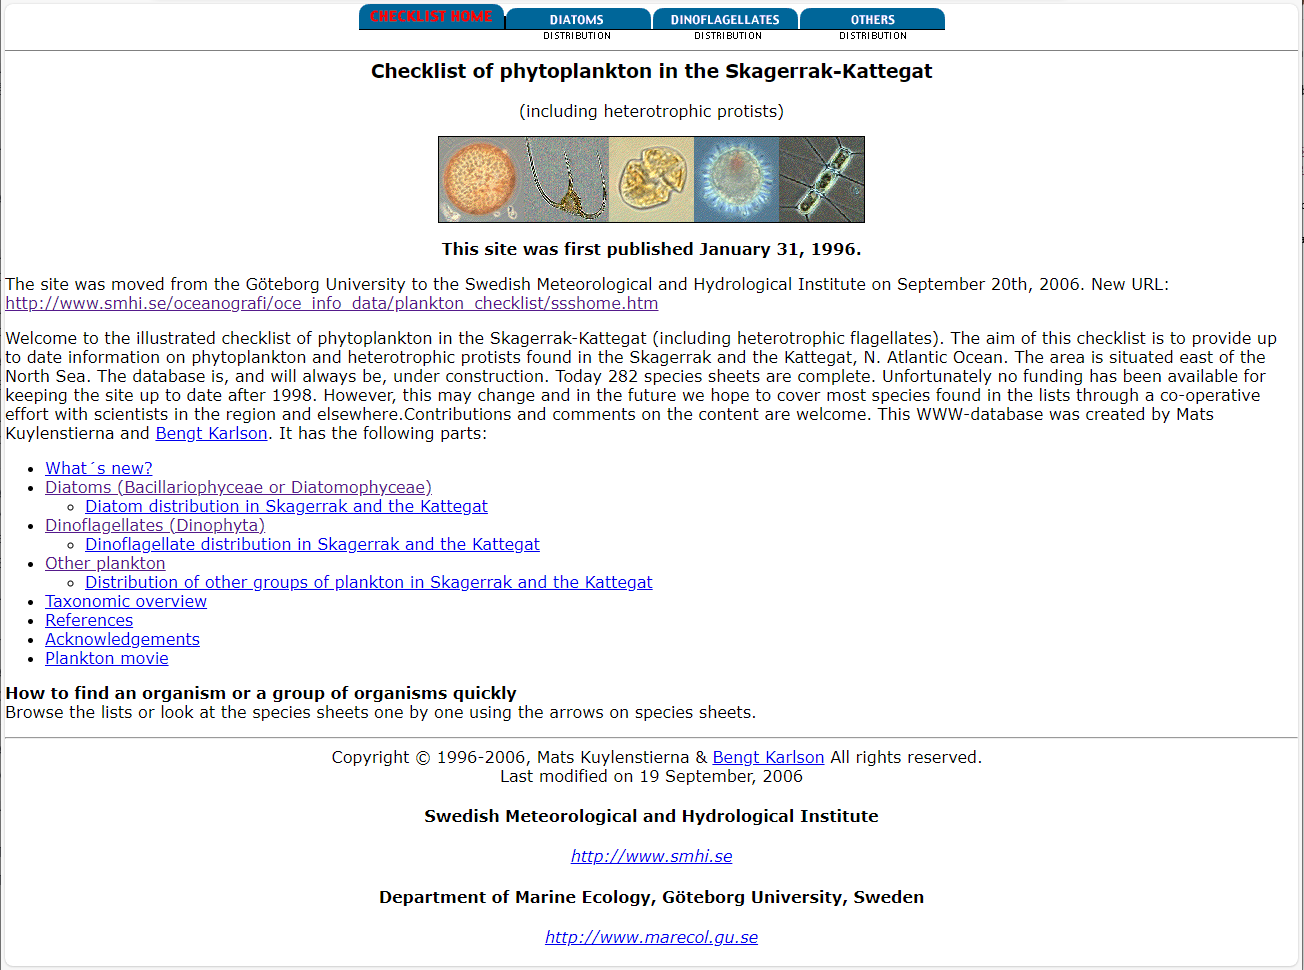 CHECKLIST HOME
DIATOMS
DINOFLAGELLATES
OTHERS
DISTRIBUTION
DISTRIBUTION
DISTRIBUTION
Checklist of phytoplankton in the Skagerrak-Kattegat
(including heterotrophic protists)
This site was first published January 31, 1996.
The site was moved from the Göteborg University to the Swedish Meteorological and Hydrological Institute on September 20th, 2006. New URL:
http://www.smhi.se/oceanografi/oce_info_data/plankton_checklist/ssshome.htm
Welcome to the illustrated checklist of phytoplankton in the Skagerrak-Kattegat (including heterotrophic flagellates). The aim of this checklist is to provide up
to date information on phytoplankton and heterotrophic protists found in the Skagerrak and the Kattegat, N. Atlantic Ocean. The area is situated east of the
North Sea. The database is, and will always be, under construction. Today 282 species sheets are complete. Unfortunately no funding has been available for
keeping the site up to date after 1998. However, this may change and in the future we hope to cover most species found in the lists through a co-operative
effort with scientists in the region and elsewhere.Contributions and comments on the content are welcome. This WWW-database was created by Mats
Kuylenstierna and Bengt Karlson. It has the following parts:
What´s new?
Diatoms (Bacillariophyceae or Diatomophyceae)
Diatom distribution in Skagerrak and the Kattegat
Dinoflagellates (Dinophyta)
Dinoflagellate distribution in Skagerrak and the Kattegat
Other plankton
Distribution of other groups of plankton in Skagerrak and the Kattegat
Taxonomic overview
References
Acknowledgements
Plankton movie
How to find an organism or a group of organisms quickly
Browse the lists or look at the species sheets one by one using the arrows on species sheets.
Copyright © 1996-2006, Mats Kuylenstierna & Bengt Karlson All rights reserved.
Last modified on 19 September, 2006
Swedish Meteorological and Hydrological Institute
http://www.smhi.se
Department of Marine Ecology, Göteborg University, Sweden
http://www.marecol.gu.se